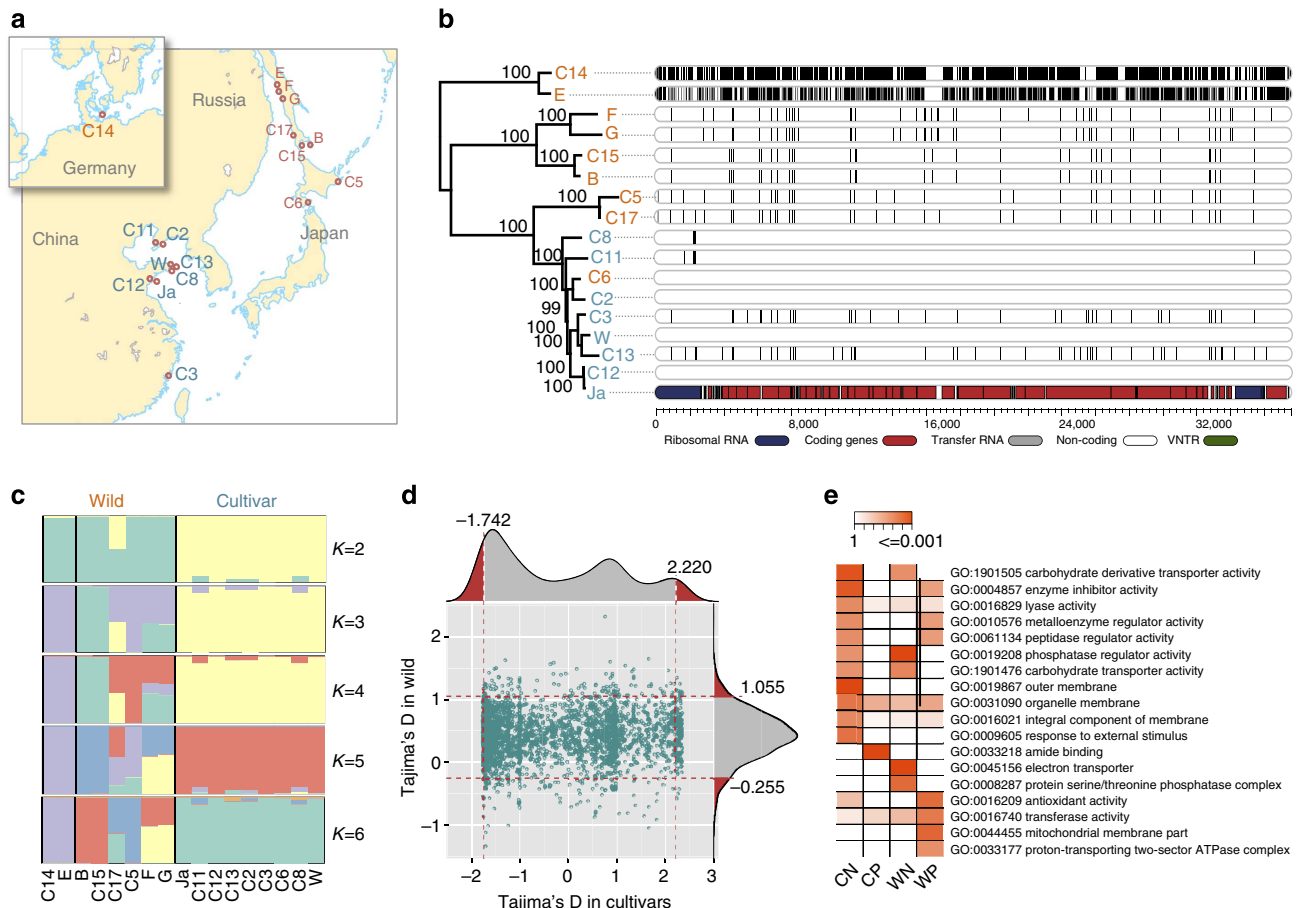 a
E
F
G
Russia
C17
B
C15
C14
Germany
C5
C6
C11 C2
China
Japan
W C13
C8
C12
Ja
C3
b
100 C14
E
100 F
G
100
100 C15
B
100 C5
C17
100
C8
100 C11
C6
100
C2
99
C3
100
W
100
C13
100 C12
100 Ja
0 8,000 16,000 24,000 32,000
Ribosomal RNA Coding genes Transfer RNA Non-coding VNTR
c
Wild Cultivar
K=2
K=3
K=4
K=5
K=6
C14 E B C15 C17 C5 F G Ja C11 C12 C13 C2 C3 C6 C8 W
d
−1.742
2.220
2
1.055
1
0
−0.255
−1
−2 −1 0 1 2 3
Tajima's D in wild
Tajima's D in cultivars
e
1 <=0.001
GO:1901505 carbohydrate derivative transporter activity
GO:0004857 enzyme inhibitor activity
GO:0016829 lyase activity
GO:0010576 metalloenzyme regulator activity
GO:0061134 peptidase regulator activity
GO:0019208 phosphatase regulator activity
GO:1901476 carbohydrate transporter activity
GO:0019867 outer membrane
GO:0031090 organelle membrane
GO:0016021 integral component of membrane
GO:0009605 response to external stimulus
GO:0033218 amide binding
GO:0045156 electron transporter
GO:0008287 protein serine/threonine phosphatase complex
GO:0016209 antioxidant activity
GO:0016740 transferase activity
GO:0044455 mitochondrial membrane part
GO:0033177 proton-transporting two-sector ATPase complex
CN CP WN WP